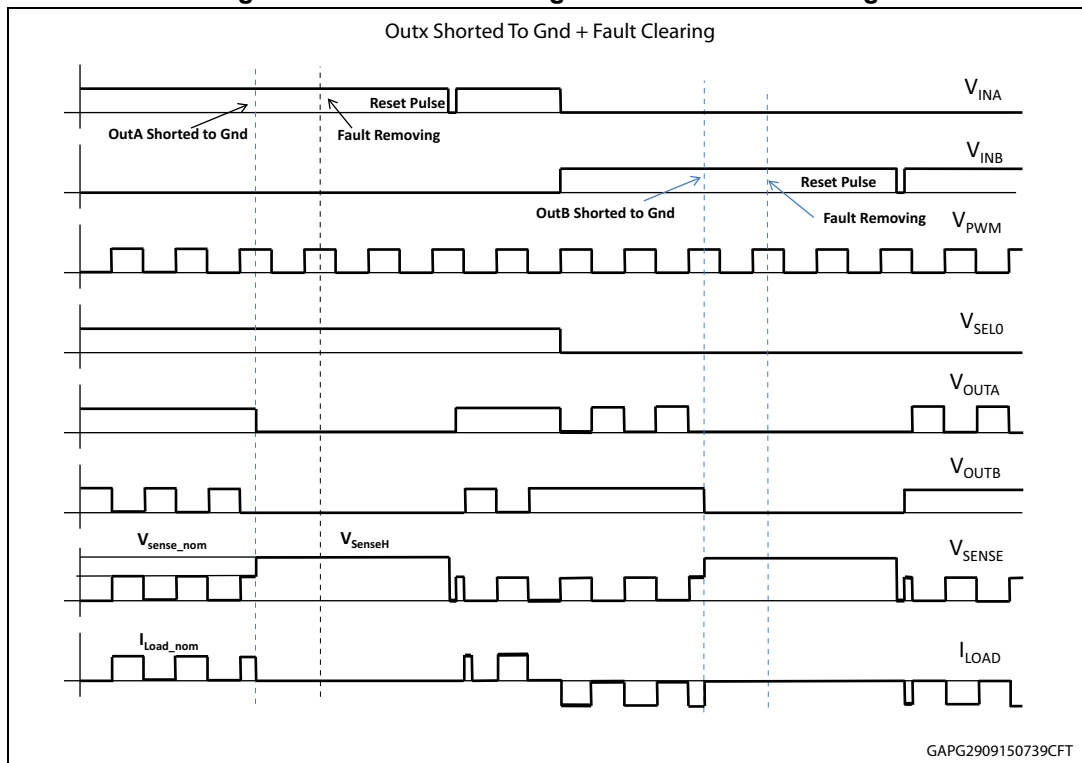 Outx Shorted To Gnd + Fault Clearing
V_INA
Reset Pulse
OutA Shorted to Gnd
Fault Removing
V_INB
Reset Pulse
OutB Shorted to Gnd
Fault Removing
V_PWM
V_SEL0
V_OUTA
V_OUTB
V_sense_nom
V_SenseH
V_SENSE
I_Load_nom
I_LOAD
GAPG2909150739CFT